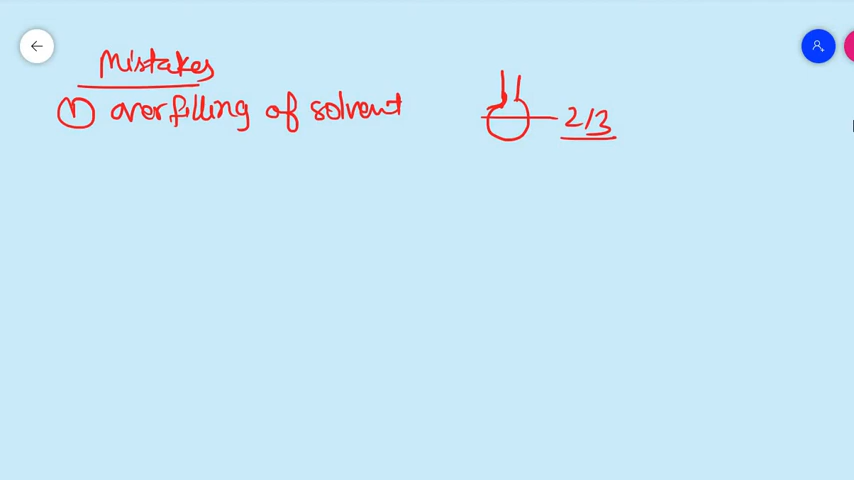 Mistakes
① overfilling of solvent
2/3